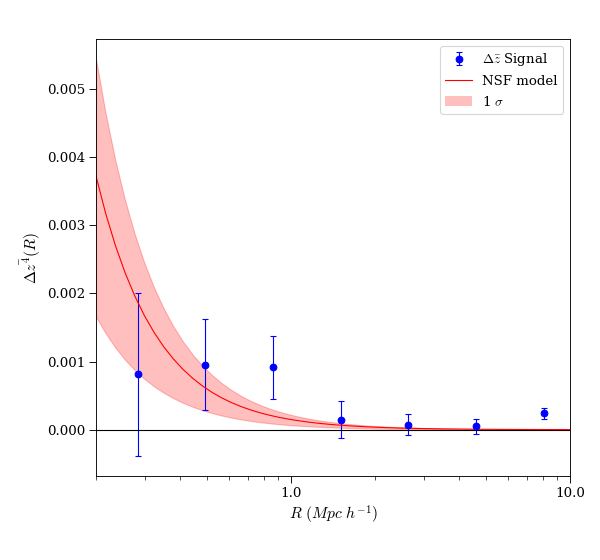 Δz̄ Signal
NSF model
1 σ
0.005
0.004
0.003
0.002
0.001
0.000
Δz̄⁴(R)
1.0
10.0
R (Mpc h⁻¹)